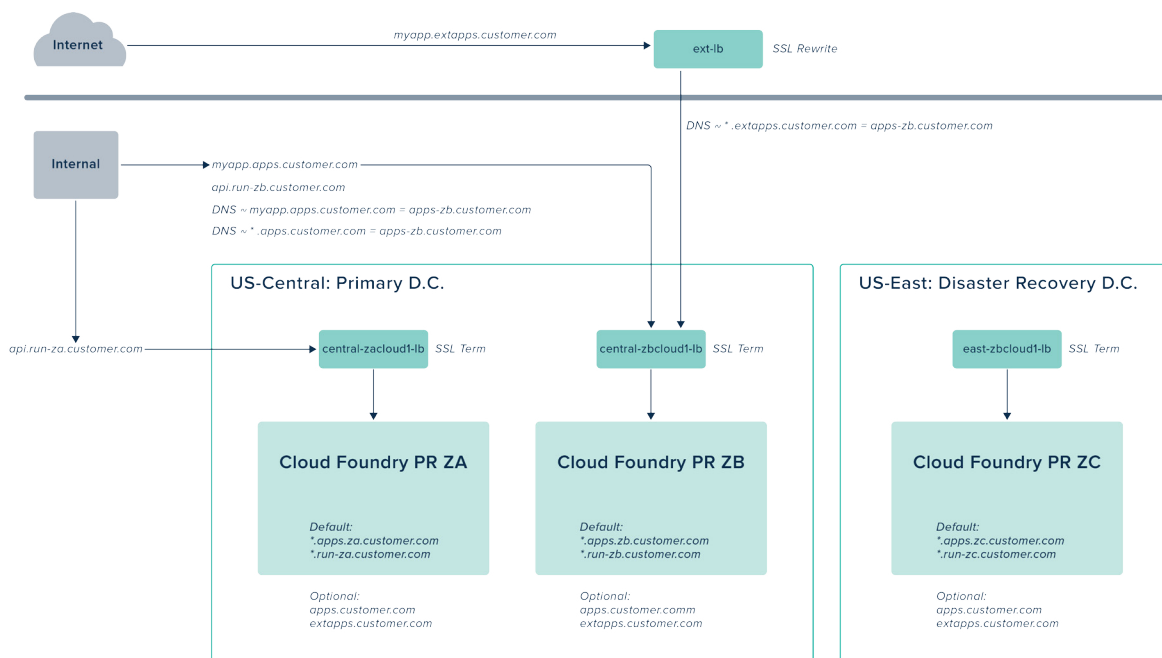 Internet
myapp.extapps.customer.com
ext-lb
SSL Rewrite
DNS ~ * .extapps.customer.com = apps-zb.customer.com
Internal
myapp.apps.customer.com
api.run-zb.customer.com
DNS ~ myapp.apps.customer.com = apps-zb.customer.com
DNS ~ * .apps.customer.com = apps-zb.customer.com
US-Central: Primary D.C.
US-East: Disaster Recovery D.C.
api.run-za.customer.com
central-zacloud1-lb
SSL Term
central-zbcloud1-lb
SSL Term
east-zbcloud1-lb
SSL Term
Cloud Foundry PR ZA
Default:
*.apps.za.customer.com
*.run-za.customer.com
Optional:
apps.customer.com
extapps.customer.com
Cloud Foundry PR ZB
Default:
*.apps.zb.customer.com
*.run-zb.customer.com
Optional:
apps.customer.comm
extapps.customer.com
Cloud Foundry PR ZC
Default:
*.apps.zc.customer.com
*.run-zc.customer.com
Optional:
apps.customer.com
extapps.customer.com